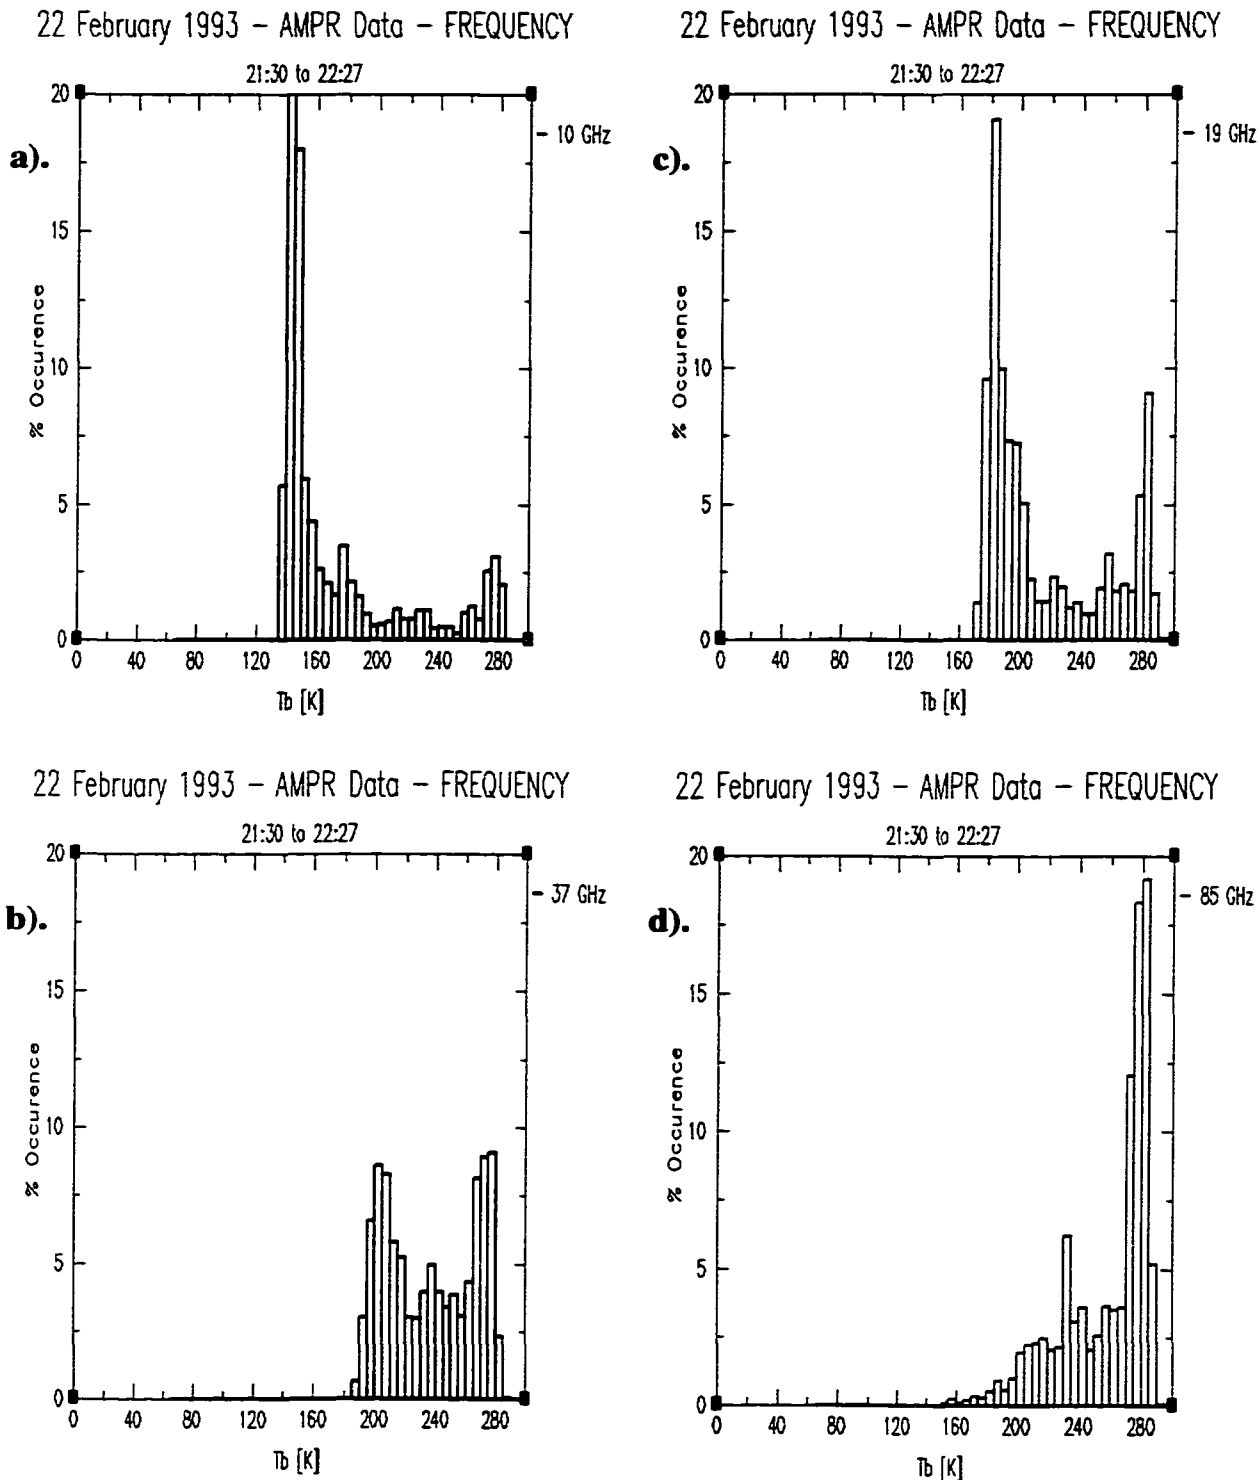 22 February 1993 - AMPR Data - FREQUENCY
21:30 to 22:27
a).
- 10 GHz
20
15
10
5
0
% Occurence
0 40 80 120 160 200 240 280
Tb [K]
22 February 1993 - AMPR Data - FREQUENCY
21:30 to 22:27
c).
- 19 GHz
20
15
10
5
0
% Occurence
0 40 80 120 160 200 240 280
Tb [K]
22 February 1993 - AMPR Data - FREQUENCY
21:30 to 22:27
b).
- 37 GHz
20
15
10
5
0
% Occurence
0 40 80 120 160 200 240 280
Tb [K]
22 February 1993 - AMPR Data - FREQUENCY
21:30 to 22:27
d).
- 85 GHz
20
15
10
5
0
% Occurence
0 40 80 120 160 200 240 280
Tb [K]